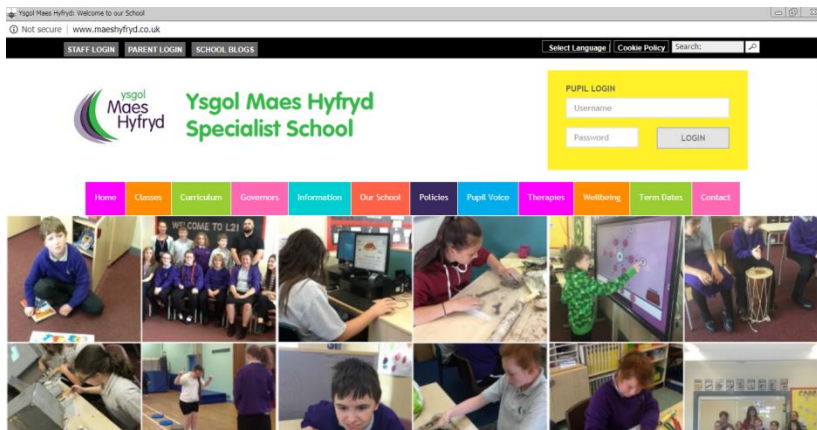 Ysgol Maes Hyfryd: Welcome to our School
Not secure | www.maeshyfryd.co.uk
STAFF LOGIN PARENT LOGIN SCHOOL BLOGS Select Language Cookie Policy Search:
ysgol
Maes
Hyfryd
Ysgol Maes Hyfryd
Specialist School
PUPIL LOGIN
Username
Password LOGIN
Home Classes Curriculum Governors Information Our School Policies Pupil Voice Therapies Wellbeing Term Dates Contact
WELCOME TO L2!